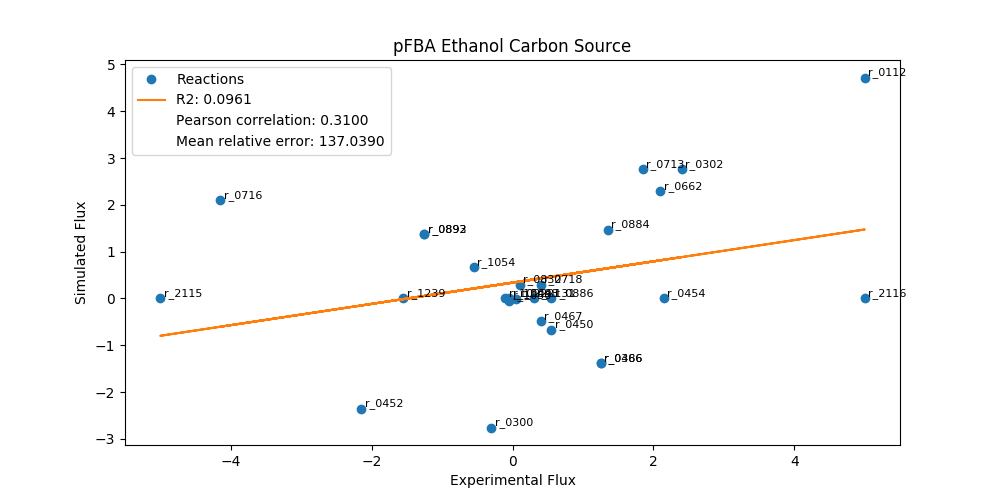 pFBA Ethanol Carbon Source
Reactions
R2: 0.0961
Pearson correlation: 0.3100
Mean relative error: 137.0390
r_0112
r_0713
r_0302
r_0662
r_0716
r_0884
r_1054
r_0718
r_2115
r_1239
r_0886
r_0454
r_2116
r_0467
r_0450
r_0452
r_0300
5
4
3
2
1
0
−1
−2
−3
−4
−2
0
2
4
Simulated Flux
Experimental Flux